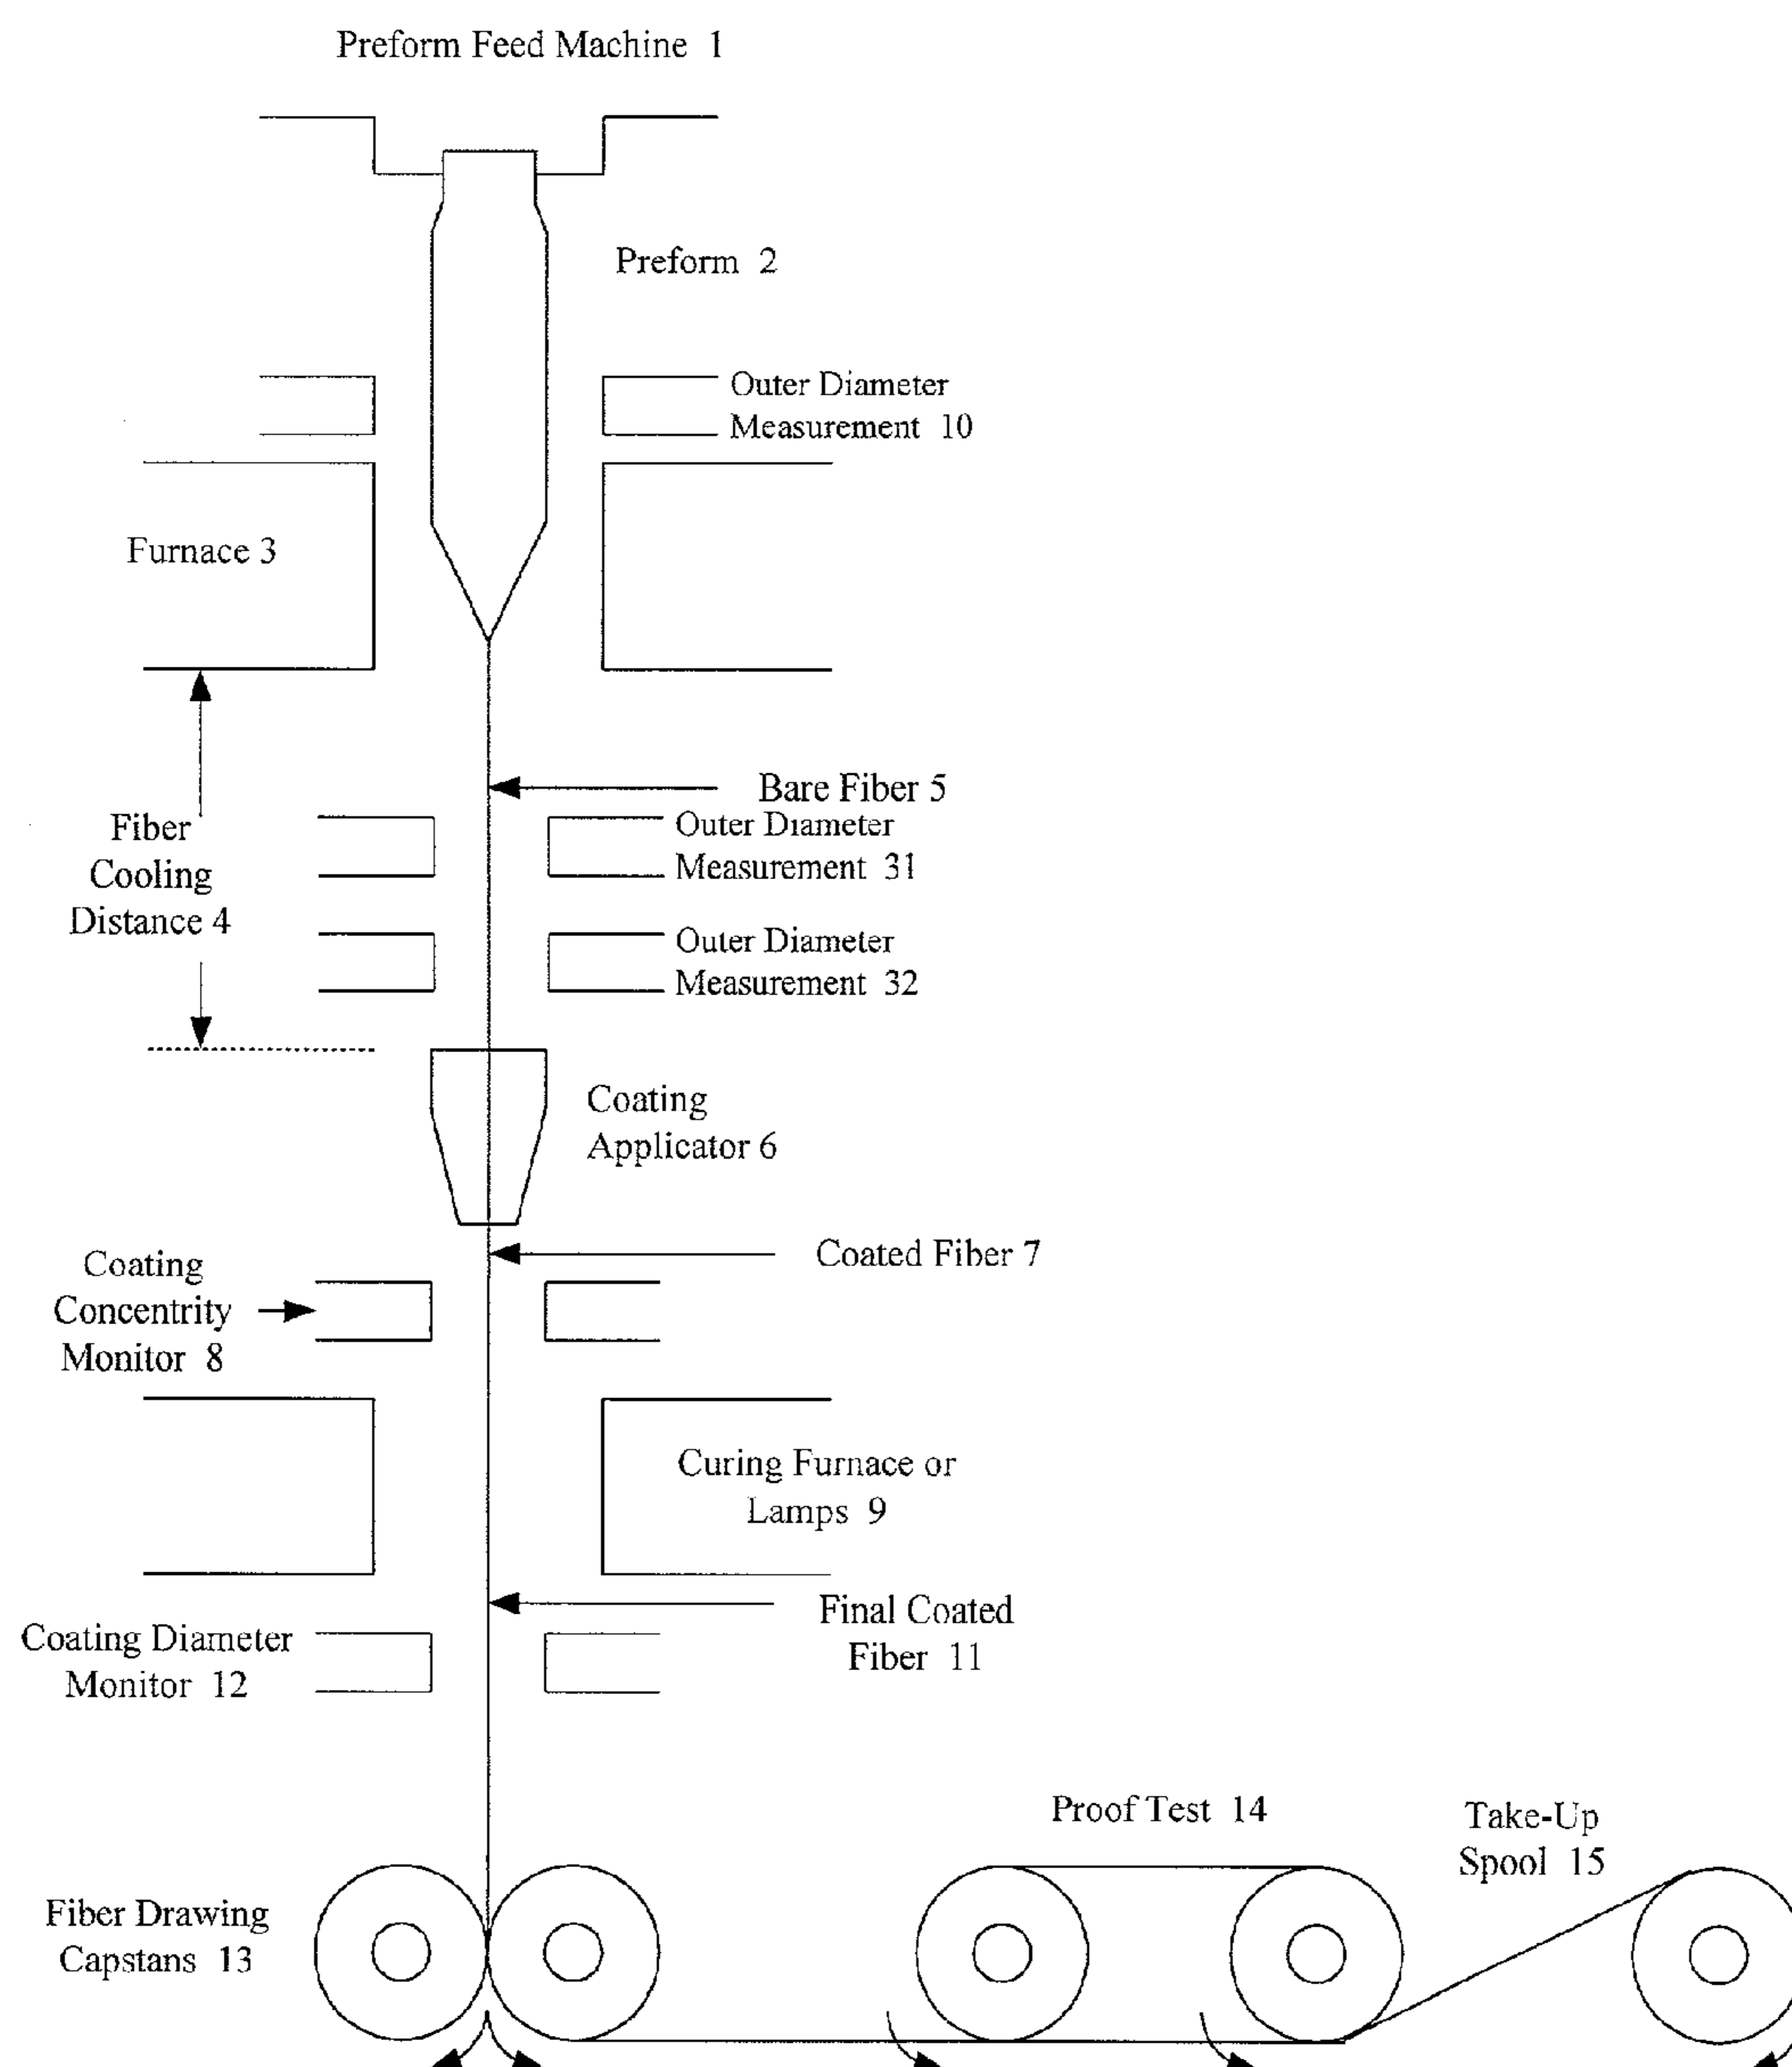 Preform Feed Machine 1
Preform 2
Outer Diameter
Measurement 10
Furnace 3
Bare Fiber 5
Outer Diameter
Measurement 31
Fiber
Cooling
Distance 4
Outer Diameter
Measurement 32
Coating
Applicator 6
Coated Fiber 7
Coating
Concentrity
Monitor 8
Curing Furnace or
Lamps 9
Final Coated
Fiber 11
Coating Diameter
Monitor 12
Proof Test 14
Take-Up
Spool 15
Fiber Drawing
Capstans 13